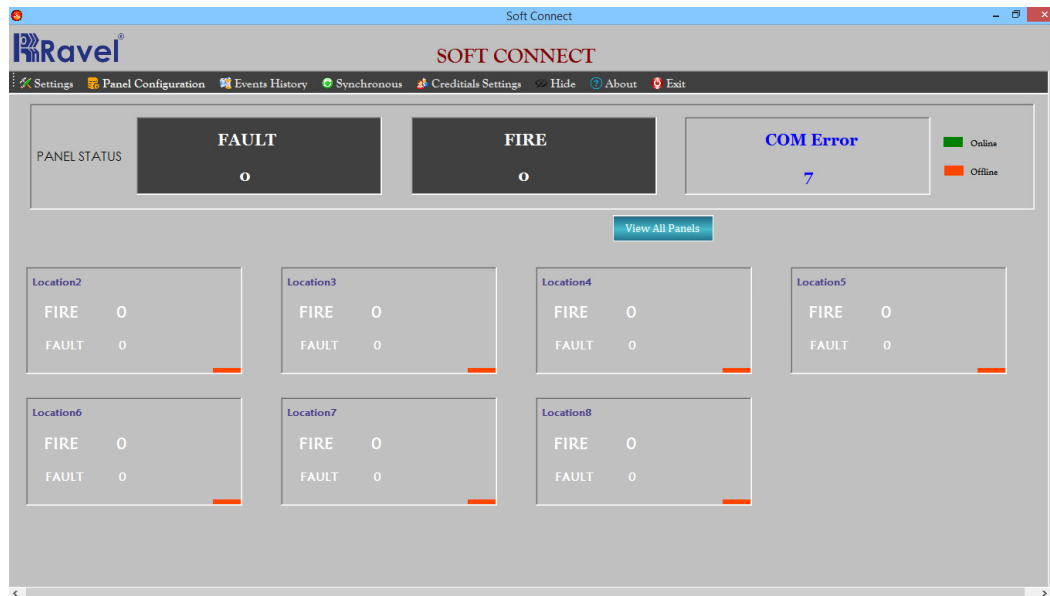 Soft Connect
Ravel®
SOFT CONNECT
Settings Panel Configuration Events History Synchronous Creditials Settings Hide About Exit
PANEL STATUS
FAULT
0
FIRE
0
COM Error
7
Online
Offline
View All Panels
Location2
FIRE 0
FAULT 0
Location3
FIRE 0
FAULT 0
Location4
FIRE 0
FAULT 0
Location5
FIRE 0
FAULT 0
Location6
FIRE 0
FAULT 0
Location7
FIRE 0
FAULT 0
Location8
FIRE 0
FAULT 0